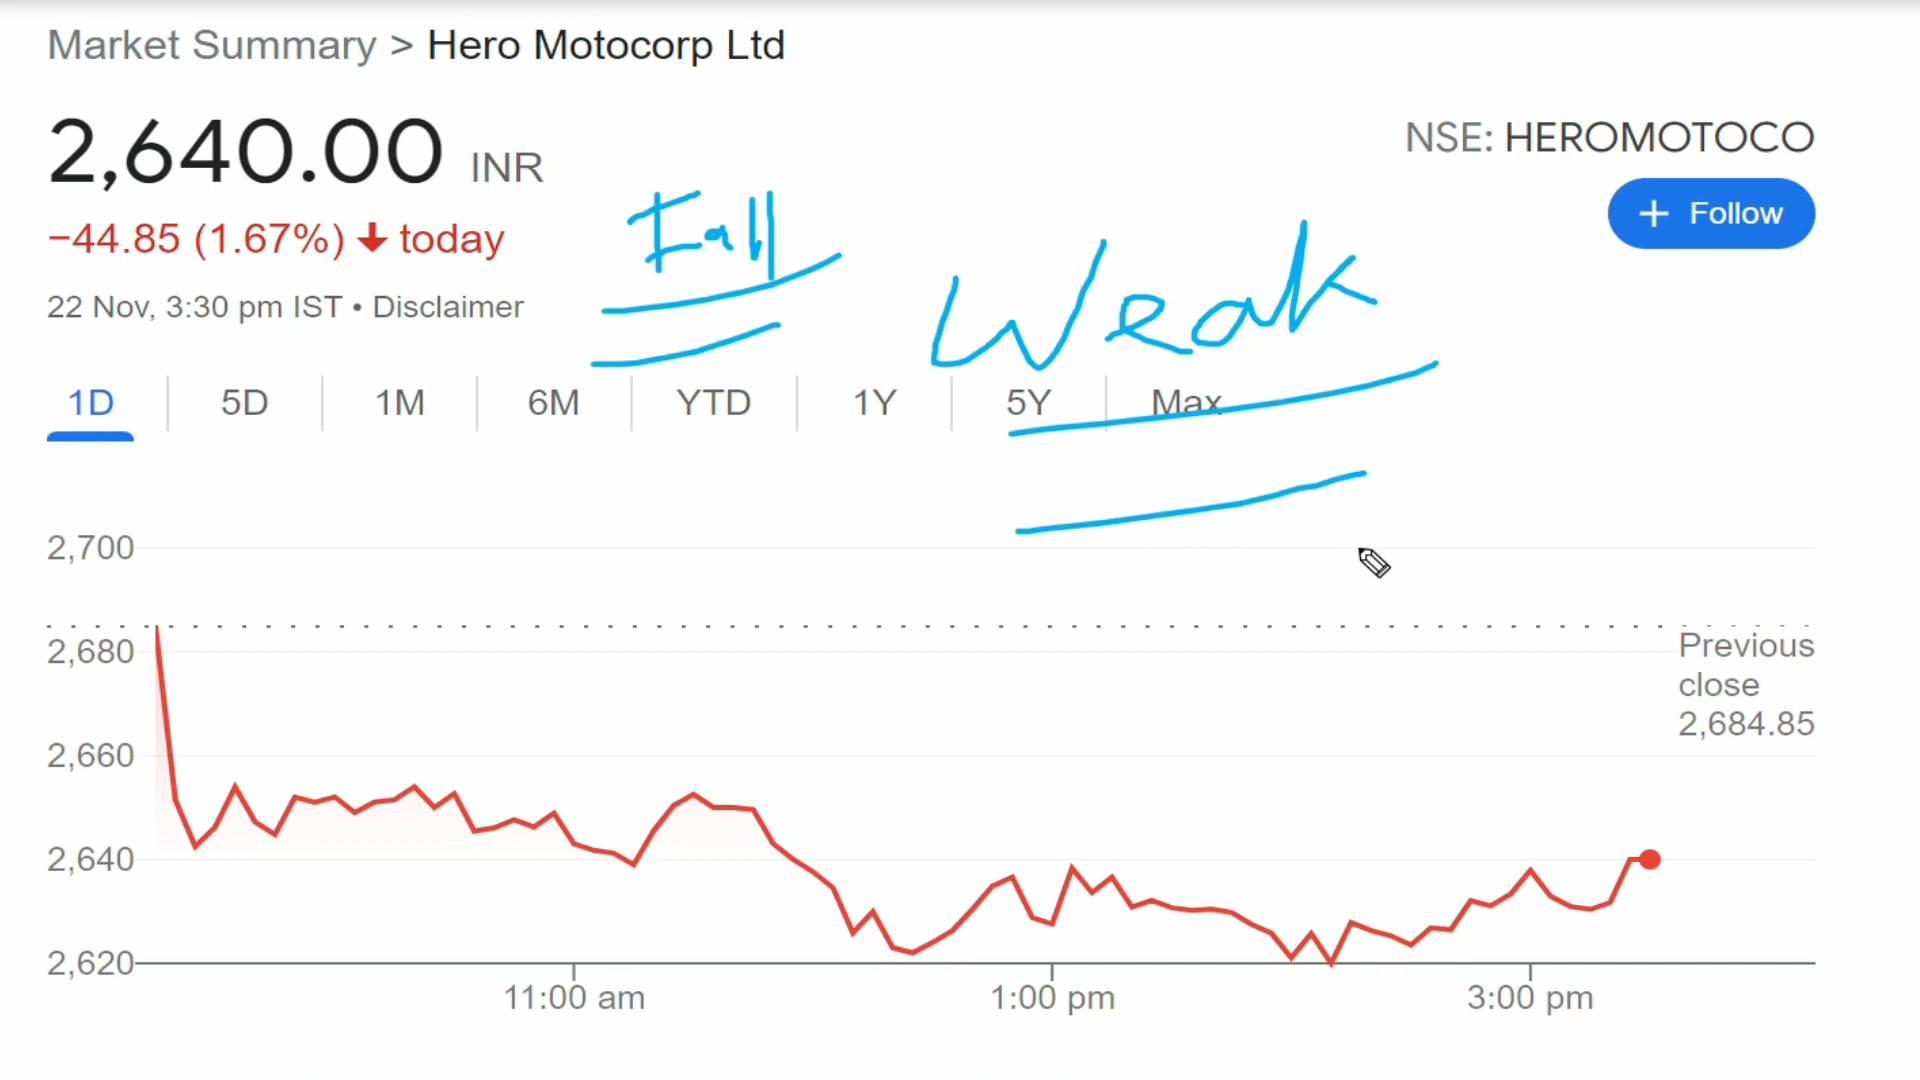 Market Summary > Hero Motocorp Ltd
2,640.00 INR
NSE: HEROMOTOCO
+ Follow
−44.85 (1.67%) ↓ today
Fall
22 Nov, 3:30 pm IST • Disclaimer
Weak
1D 5D 1M 6M YTD 1Y 5Y Max
2,700
2,680
Previous
close
2,684.85
2,660
2,640
2,620
11:00 am 1:00 pm 3:00 pm